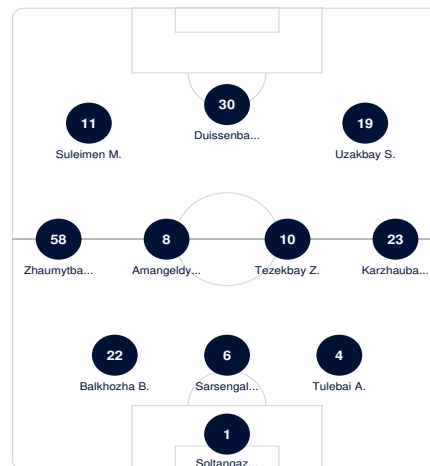 30
Duissenba...
11
Suleimen M.
19
Uzakbay S.
58
Zhaumytba...
8
Amangeldy...
10
Tezekbay Z.
23
Karzhauba...
22
Balkhozha B.
6
Sarsengal...
4
Tulebai A.
1
Soltangaz...